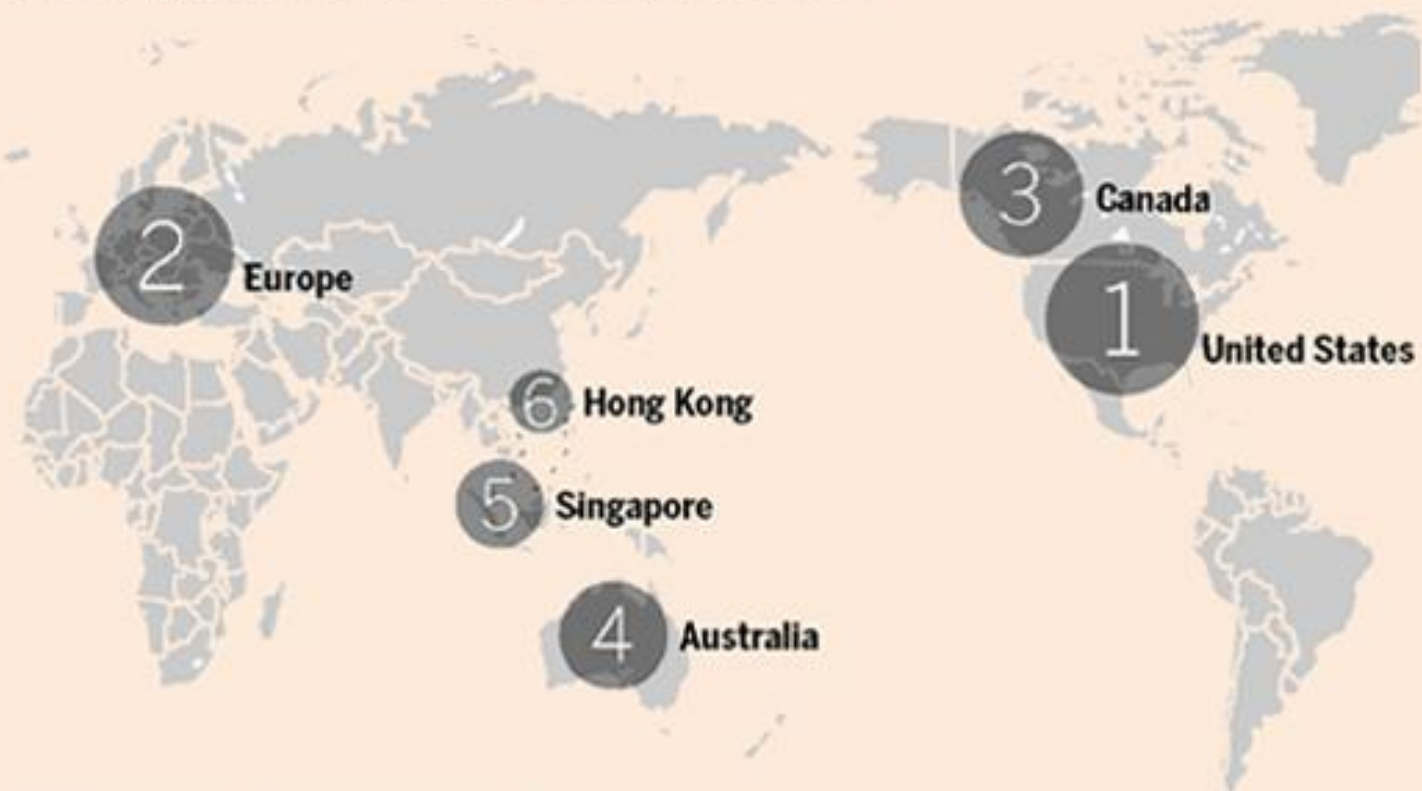 3 Canada
2 Europe
1 United States
6 Hong Kong
5 Singapore
4 Australia